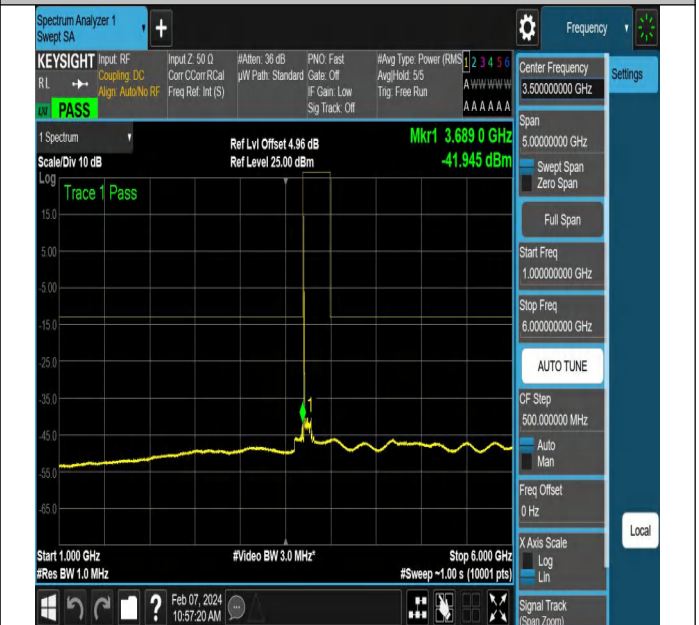 Spectrum Analyzer 1
Swept SA
Frequency
KEYSIGHT
RL
PASS
Input: RF
Coupling: DC
Align: Auto/No RF
Input Z: 50 Ω
Corr CCorr RCal
Freq Ref: Int (S)
#Atten: 36 dB
µW Path: Standard
PNO: Fast
Gate: Off
IF Gain: Low
Sig Track: Off
#Avg Type: Power (RMS
Avg|Hold: 5/5
Trig: Free Run
1 2 3 4 5 6
A W W W W W
A A A A A A
1 Spectrum
Scale/Div 10 dB
Ref Lvl Offset 4.96 dB
Ref Level 25.00 dBm
Mkr1 3.689 0 GHz
-41.945 dBm
Log
Trace 1 Pass
15.0
5.00
-5.00
-15.0
-25.0
-35.0
-45.0
-55.0
-65.0
1
Start 1.000 GHz
#Res BW 1.0 MHz
#Video BW 3.0 MHz*
Stop 6.000 GHz
#Sweep ~1.00 s (10001 pts)
Feb 07, 2024
10:57:20 AM
Center Frequency
3.500000000 GHz
Settings
Span
5.00000000 GHz
Swept Span
Zero Span
Full Span
Start Freq
1.000000000 GHz
Stop Freq
6.000000000 GHz
AUTO TUNE
CF Step
500.000000 MHz
Auto
Man
Freq Offset
0 Hz
Local
X Axis Scale
Log
Lin
Signal Track
(Span Zoom)